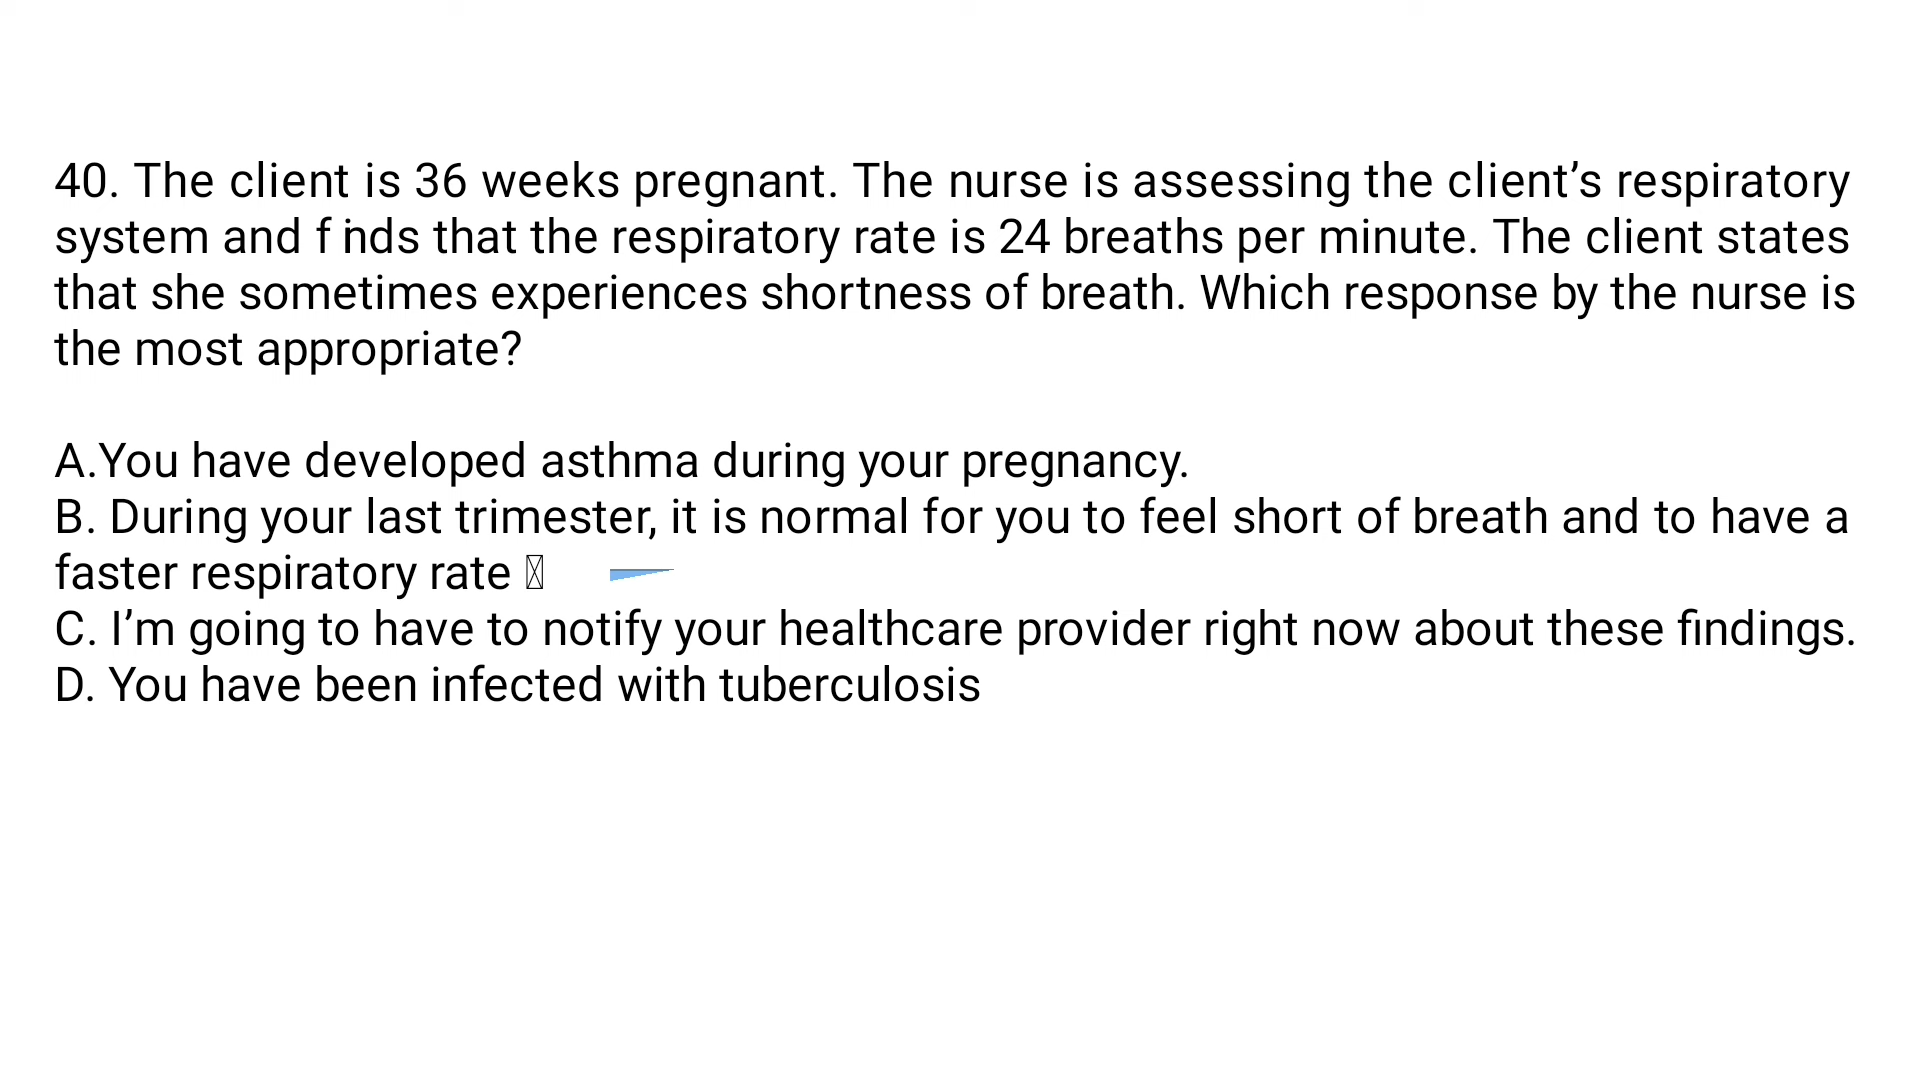 40. The client is 36 weeks pregnant. The nurse is assessing the client’s respiratory
system and f inds that the respiratory rate is 24 breaths per minute. The client states
that she sometimes experiences shortness of breath. Which response by the nurse is
the most appropriate?
A.You have developed asthma during your pregnancy.
B. During your last trimester, it is normal for you to feel short of breath and to have a
faster respiratory rate
C. I’m going to have to notify your healthcare provider right now about these findings.
D. You have been infected with tuberculosis